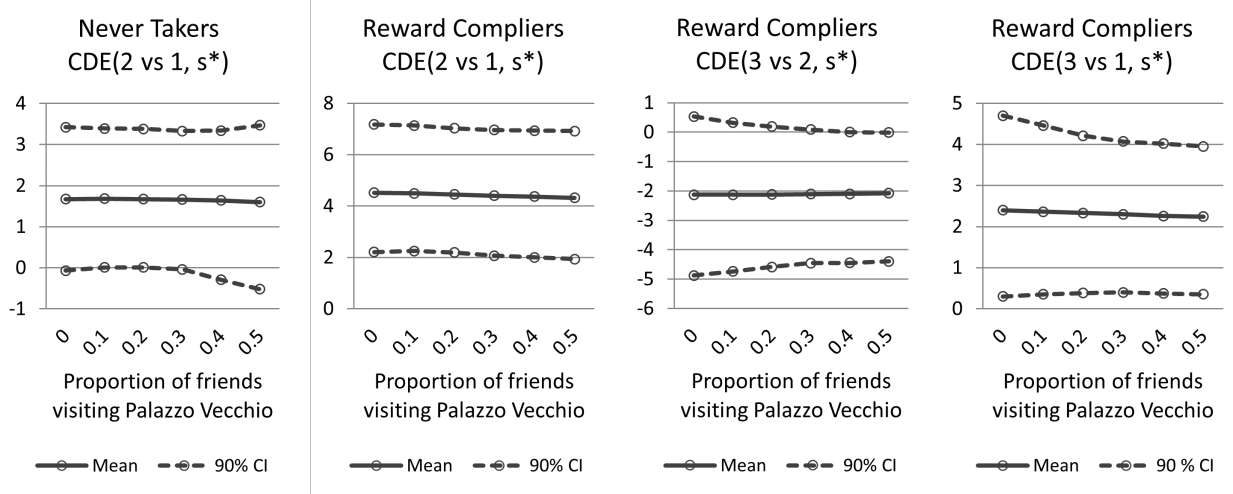 Never Takers
CDE(2 vs 1, s*)
4
3
2
1
0
-1
0
0.1
0.2
0.3
0.4
0.5
Proportion of friends
visiting Palazzo Vecchio
Mean
90% CI
Reward Compliers
CDE(2 vs 1, s*)
8
6
4
2
0
0
0.1
0.2
0.3
0.4
0.5
Proportion of friends
visiting Palazzo Vecchio
Mean
90% CI
Reward Compliers
CDE(3 vs 2, s*)
1
0
-1
-2
-3
-4
-5
-6
0
0.1
0.2
0.3
0.4
0.5
Proportion of friends
visiting Palazzo Vecchio
Mean
90% CI
Reward Compliers
CDE(3 vs 1, s*)
5
4
3
2
1
0
0
0.1
0.2
0.3
0.4
0.5
Proportion of friends
visiting Palazzo Vecchio
Mean
90 % CI